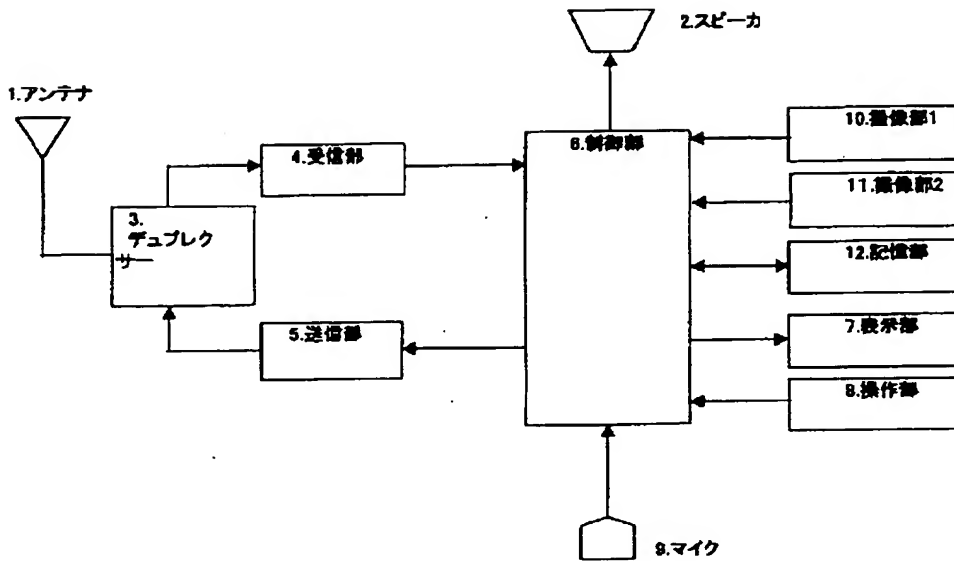 2.スピーカ
1.アンテナ
10.撮像部1
4.受信部
6.制御部
11.撮像部2
3.
デュプレク
サー
12.記憶部
5.送信部
7.表示部
8.操作部
9.マイク